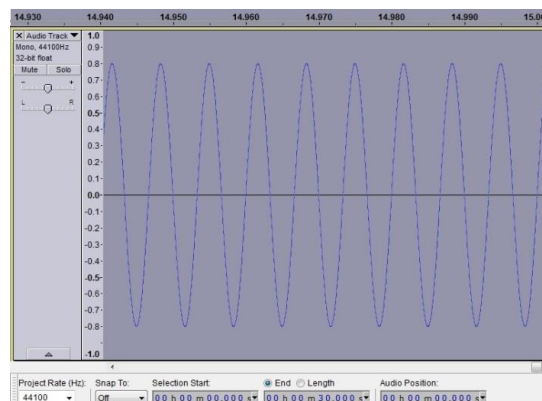 14.930 14.940 14.950 14.960 14.970 14.980 14.990 15.0
X Audio Track ▼
Mono, 44100Hz
32-bit float
Mute Solo
- +
L R
1.0
0.9
0.8
0.7
0.6
0.5
0.4
0.3
0.2
0.1
0.0
-0.1
-0.2
-0.3
-0.4
-0.5
-0.6
-0.7
-0.8
-1.0
Project Rate (Hz): Snap To: Selection Start: End Length Audio Position:
44100 Off 00 h 00 m 00.000 s 00 h 00 m 30.000 s 00 h 00 m 00.000 s